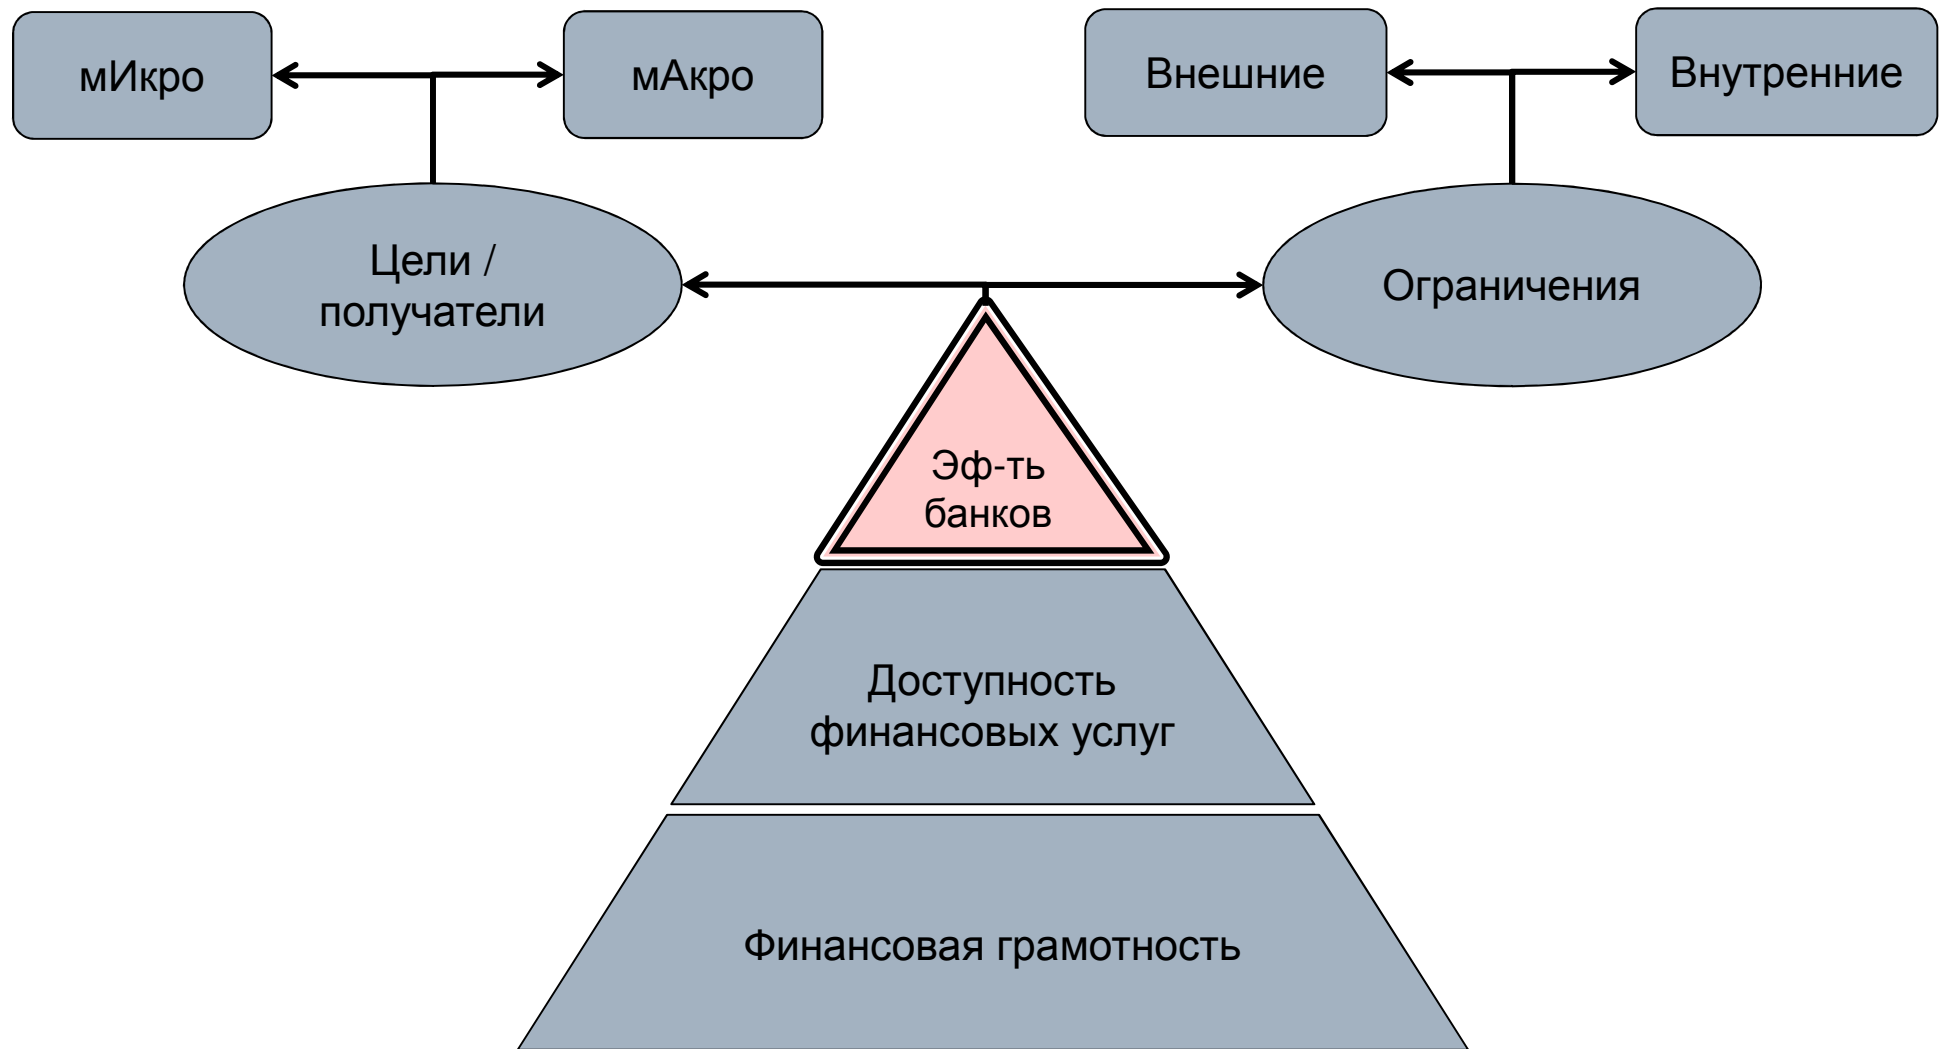 мИкро
мАкро
Внешние
Внутренние
Цели /
получатели
Ограничения
Эф-ть
банков
Доступность
финансовых услуг
Финансовая грамотность